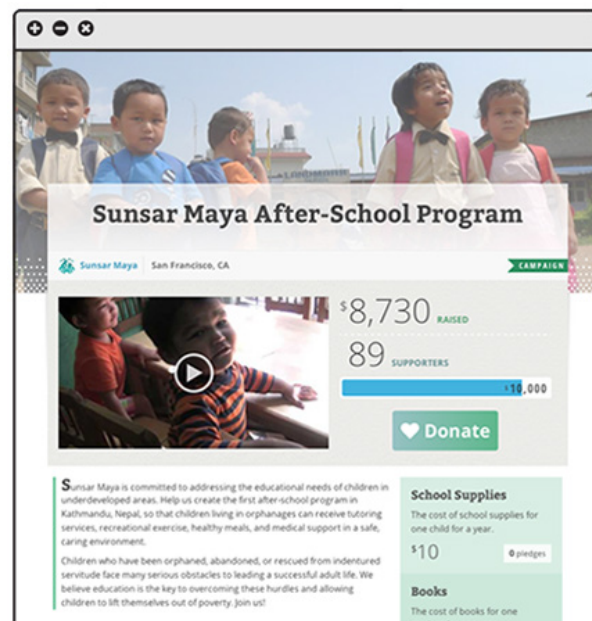 Sunsar Maya After-School Program
Sunsar Maya San Francisco, CA
CAMPAIGN
$8,730 RAISED
89 SUPPORTERS
$10,000
Donate
Sunsar Maya is committed to addressing the educational needs of children in
underdeveloped areas. Help us create the first after-school program in
Kathmandu, Nepal, so that children living in orphanages can receive tutoring
services, recreational exercise, healthy meals, and medical support in a safe,
caring environment.
Children who have been orphaned, abandoned, or rescued from indentured
servitude face many serious obstacles to leading a successful adult life. We
believe education is the key to overcoming these hurdles and allowing
children to lift themselves out of poverty. Join us!
School Supplies
The cost of school supplies for
one child for a year.
$10 0 pledges
Books
The cost of books for one